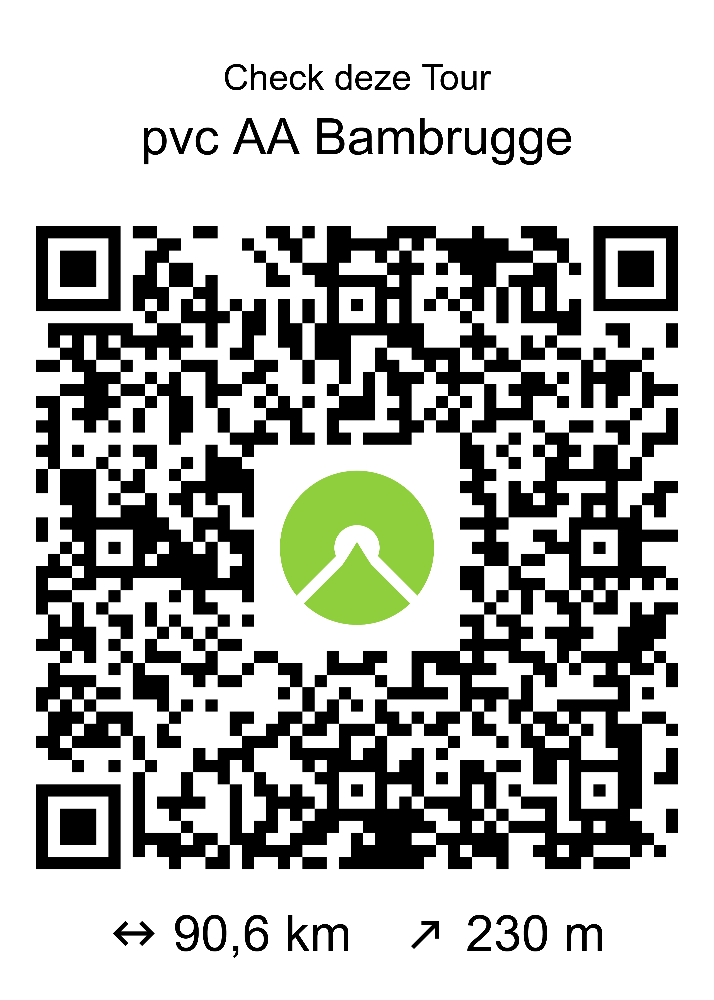 Check deze Tour
pvc AA Bambrugge
↔ 90,6 km ↗ 230 m